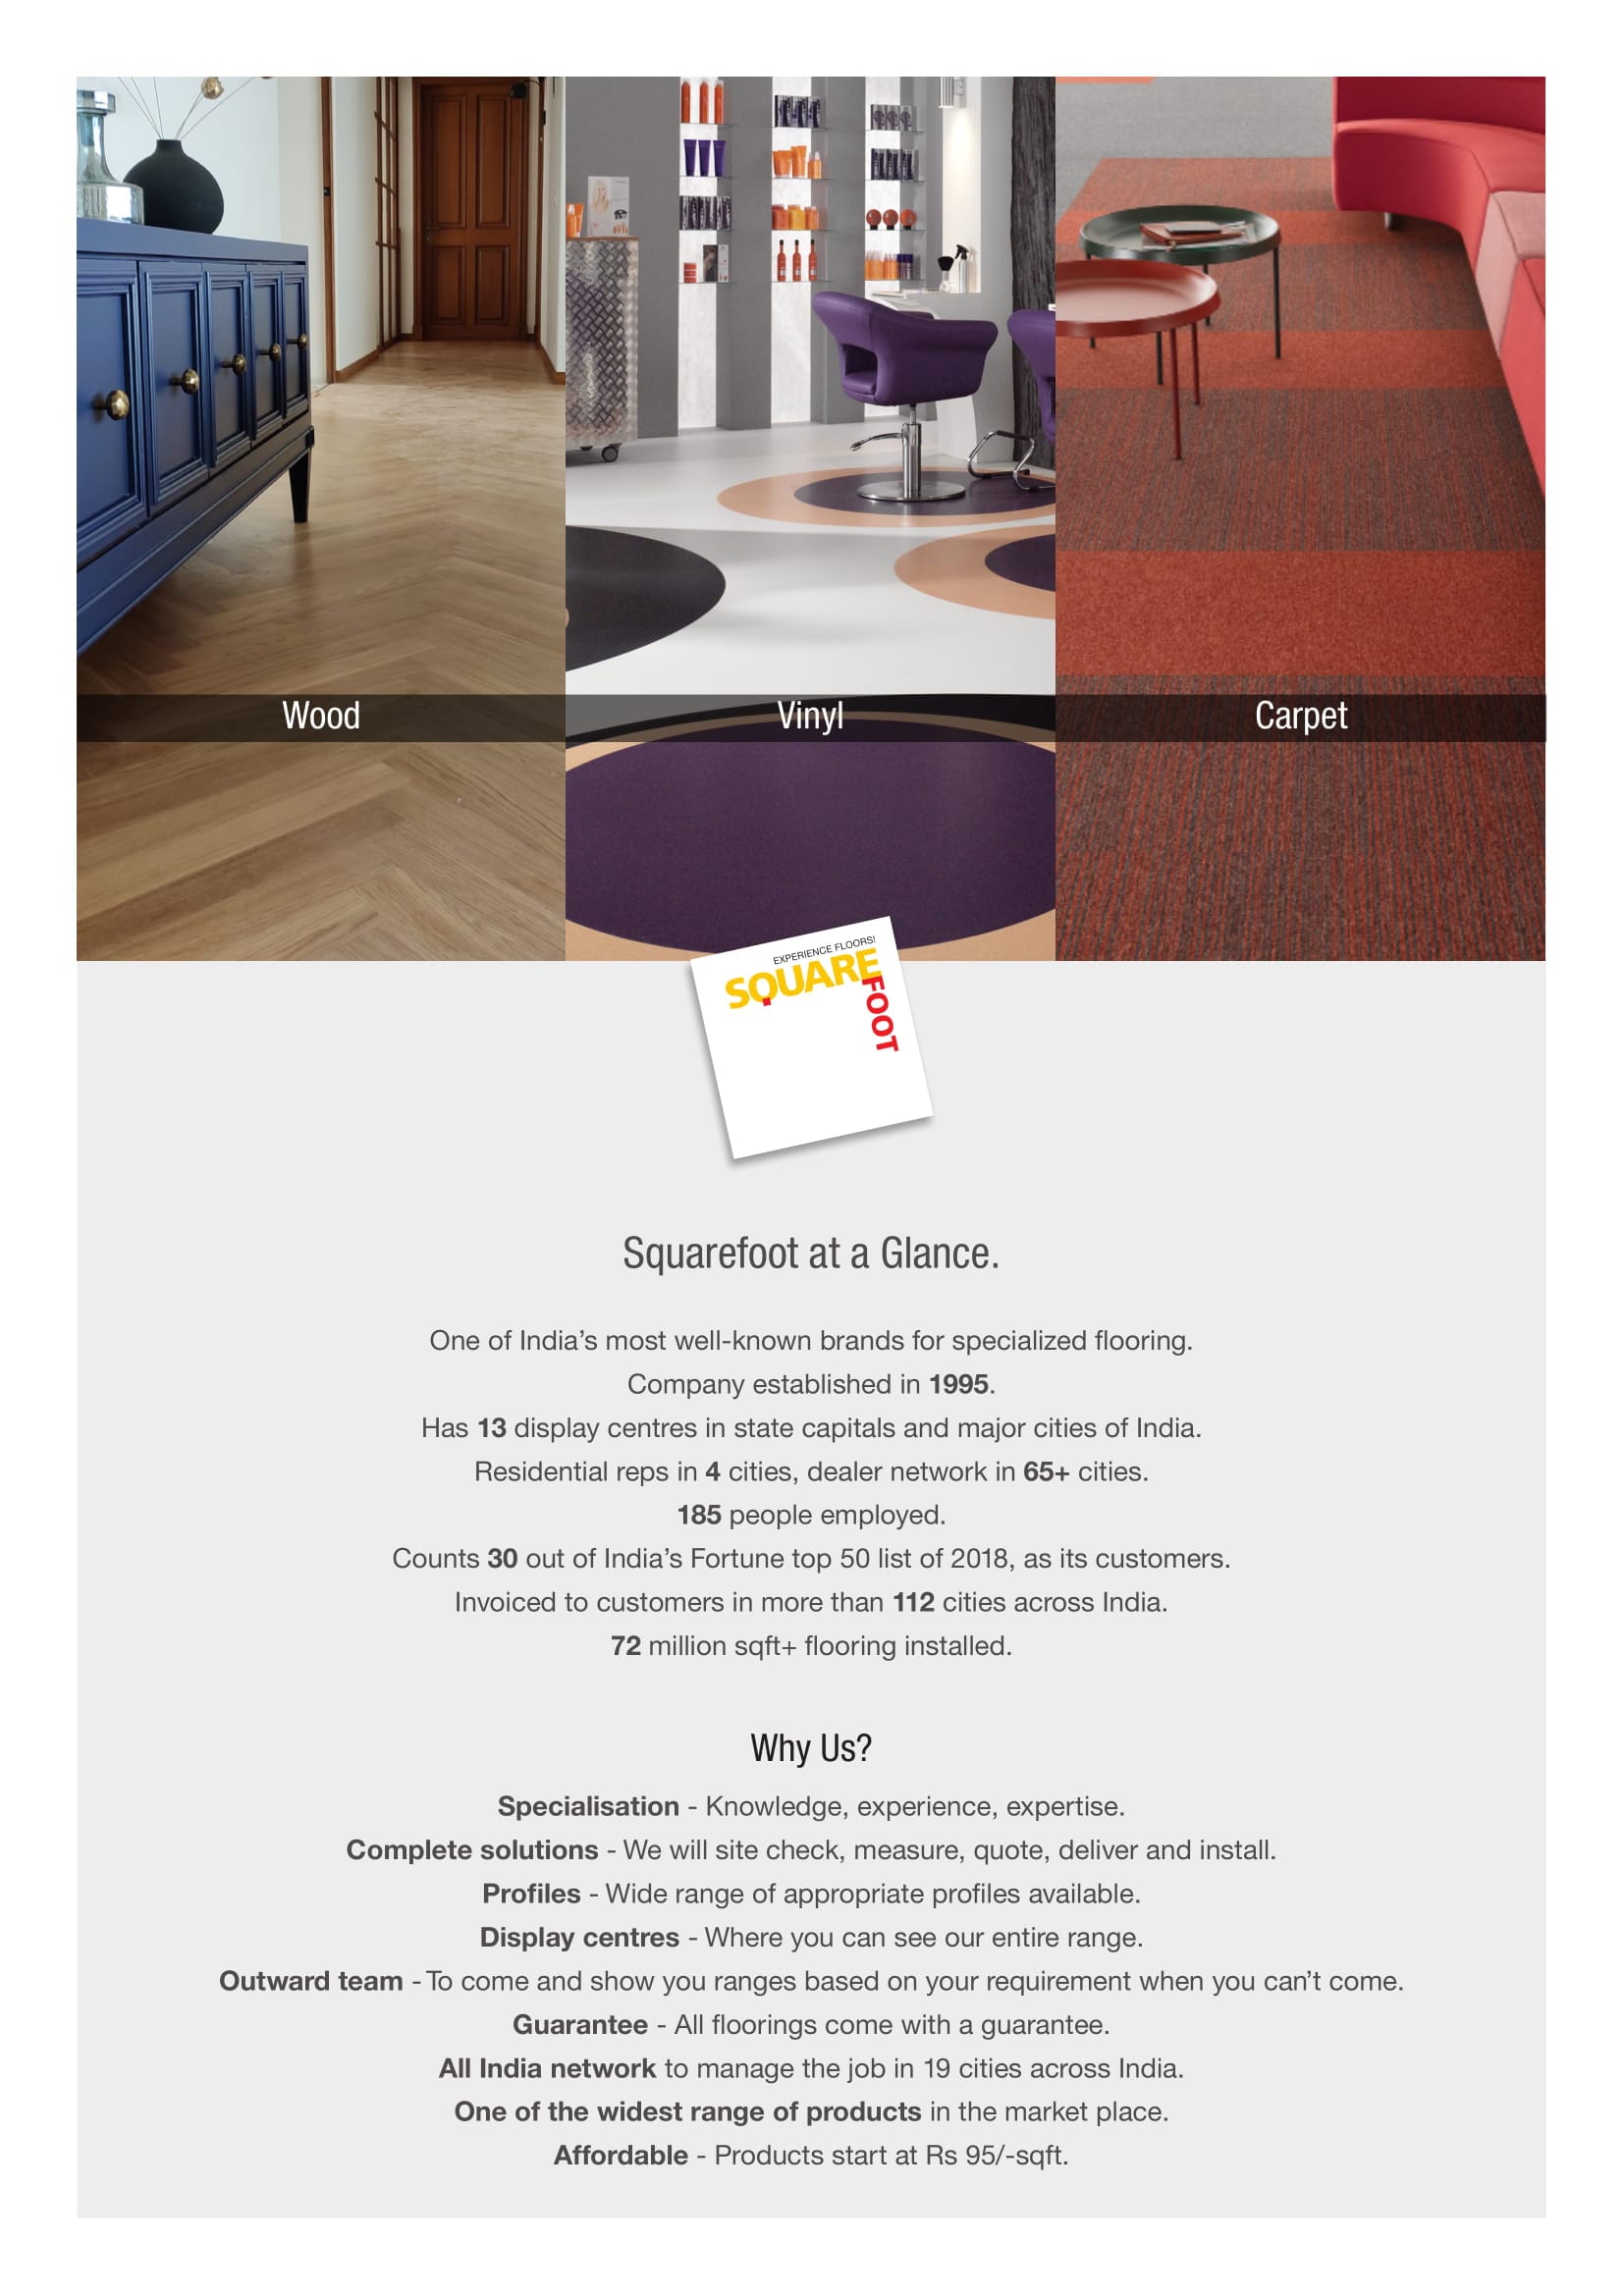 Wood
Vinyl
Carpet
EXPERIENCE FLOORS!
SQUARE
FOOT
Squarefoot at a Glance.
One of India’s most well-known brands for specialized flooring.
Company established in 1995.
Has 13 display centres in state capitals and major cities of India.
Residential reps in 4 cities, dealer network in 65+ cities.
185 people employed.
Counts 30 out of India’s Fortune top 50 list of 2018, as its customers.
Invoiced to customers in more than 112 cities across India.
72 million sqft+ flooring installed.
Why Us?
Specialisation - Knowledge, experience, expertise.
Complete solutions - We will site check, measure, quote, deliver and install.
Profiles - Wide range of appropriate profiles available.
Display centres - Where you can see our entire range.
Outward team - To come and show you ranges based on your requirement when you can’t come.
Guarantee - All floorings come with a guarantee.
All India network to manage the job in 19 cities across India.
One of the widest range of products in the market place.
Affordable - Products start at Rs 95/-sqft.